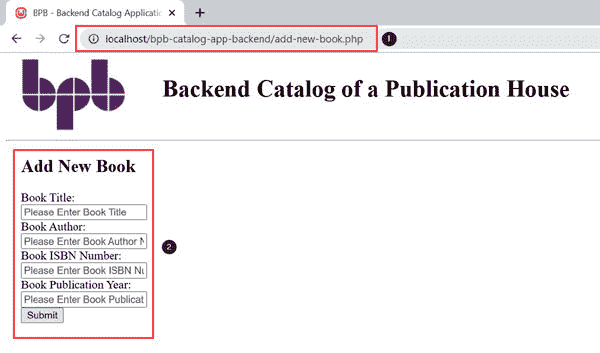 BPB - Backend Catalog Applicatio
localhost/bpb-catalog-app-backend/add-new-book.php
1
bpb
Backend Catalog of a Publication House
Add New Book
Book Title:
Please Enter Book Title
Book Author:
Please Enter Book Author N
2
Book ISBN Number:
Please Enter Book ISBN Nu
Book Publication Year:
Please Enter Book Publicat
Submit